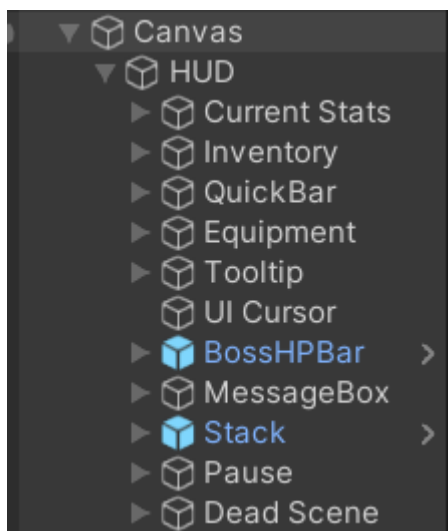 Canvas
HUD
Current Stats
Inventory
QuickBar
Equipment
Tooltip
UI Cursor
BossHPBar
MessageBox
Stack
Pause
Dead Scene